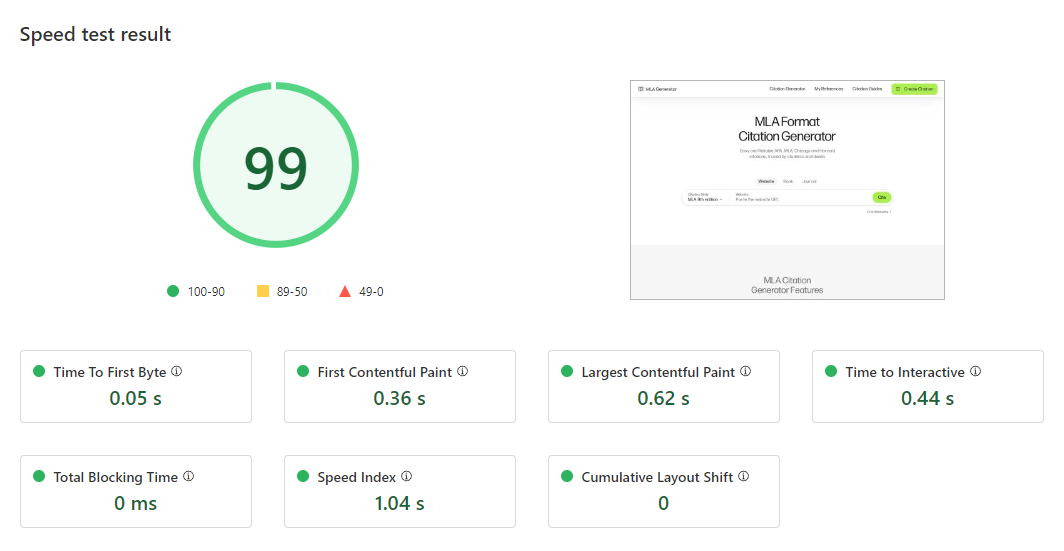 Speed test result
99
100-90
89-50
49-0
MLA Generator
Citation Generator My References Citation Guides Create Citation
MLA Format
Citation Generator
Easy and Reliable APA, MLA, Chicago and Harvard
citations, trusted by students worldwide.
Website Book Journal
Citation Style
MLA 9th edition
Website
Paste the website URL
Cite
MLA Citation
Generator Features
Time To First Byte
0.05 s
First Contentful Paint
0.36 s
Largest Contentful Paint
0.62 s
Time to Interactive
0.44 s
Total Blocking Time
0 ms
Speed Index
1.04 s
Cumulative Layout Shift
0